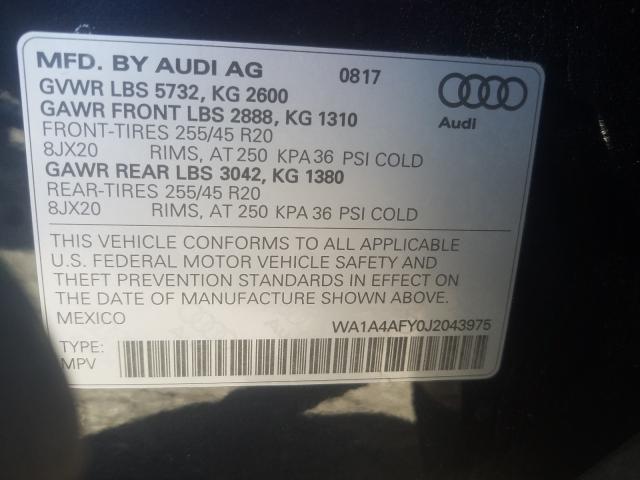 MFD. BY AUDI AG 0817
GVWR LBS 5732, KG 2600
GAWR FRONT LBS 2888, KG 1310
Audi
FRONT-TIRES 255/45 R20
8JX20 RIMS, AT 250 KPA 36 PSI COLD
GAWR REAR LBS 3042, KG 1380
REAR-TIRES 255/45 R20
8JX20 RIMS, AT 250 KPA 36 PSI COLD
THIS VEHICLE CONFORMS TO ALL APPLICABLE
U.S. FEDERAL MOTOR VEHICLE SAFETY AND
THEFT PREVENTION STANDARDS IN EFFECT ON
THE DATE OF MANUFACTURE SHOWN ABOVE.
MEXICO WA1A4AFY0J2043975
TYPE:
MPV